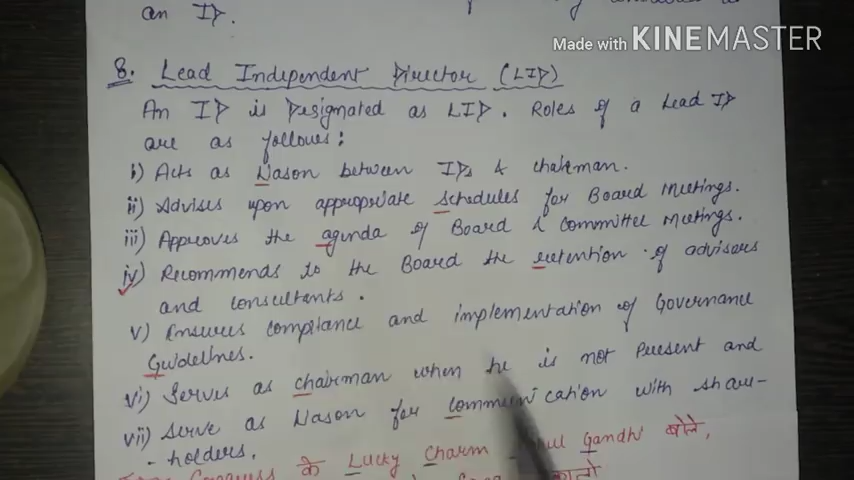 an ID.
Made with KINEMASTER
8. Lead Independent Director (LID)
An ID is Designated as LID. Roles of a Lead ID
are as follows:
i) Acts as liason between IDs & chairman.
ii) Advises upon appropriate schedules for Board Meetings.
iii) Approves the agenda of Board & Committee Meetings.
iv) Recommends to the Board the retention of advisors
and consultants.
v) Ensures compliance and implementation of Governance
Guidelines.
vi) Serves as chairman when he is not present and
vii) Serve as liason for communication with share-
-holders.
Congress के Lucky Charm Gandhi बोले,